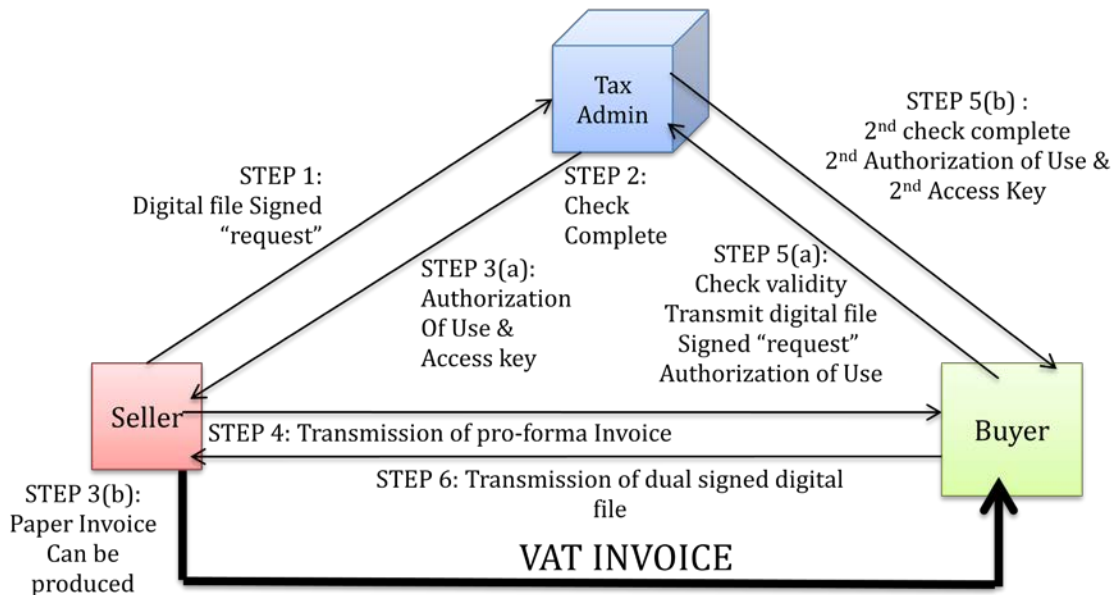 Tax
Admin
STEP 5(b) :
2nd check complete
2nd Authorization of Use &
2nd Access Key
STEP 1:
Digital file Signed
“request”
STEP 2:
Check
Complete
STEP 3(a):
Authorization
Of Use &
Access key
STEP 5(a):
Check validity
Transmit digital file
Signed “request”
Authorization of Use
Seller
STEP 4: Transmission of pro-forma Invoice
Buyer
STEP 6: Transmission of dual signed digital
file
STEP 3(b):
Paper Invoice
Can be
produced
VAT INVOICE